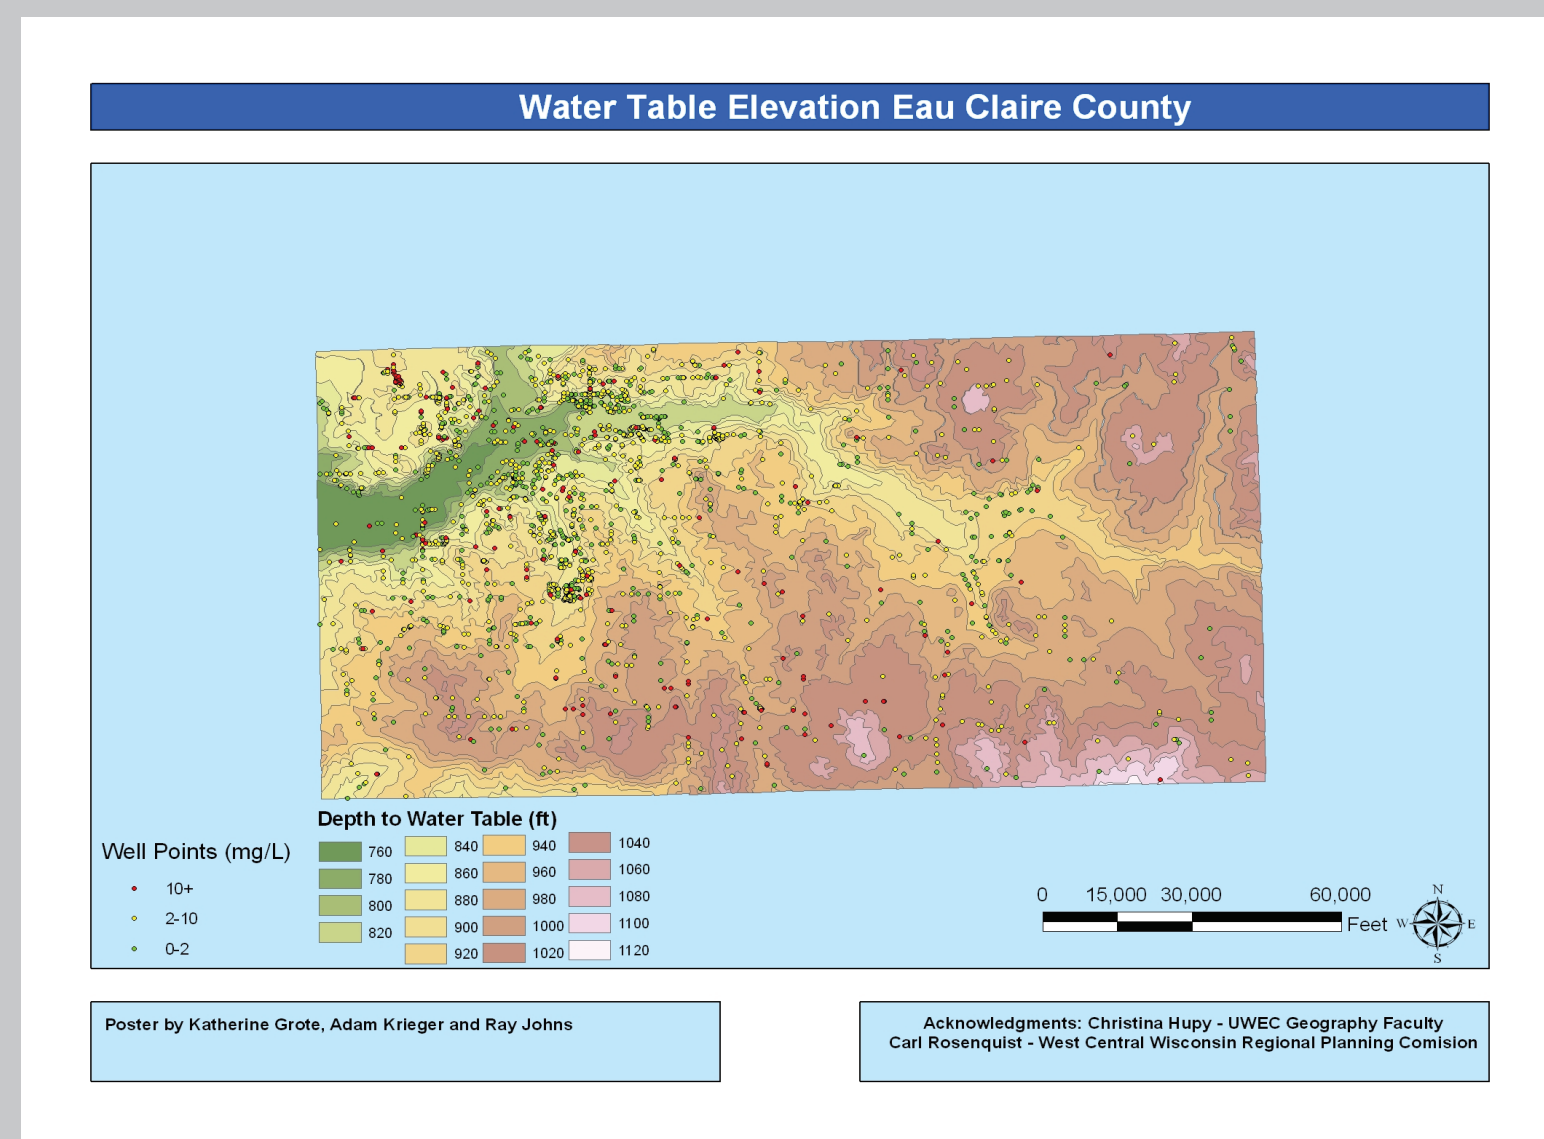 Water Table Elevation Eau Claire County
Depth to Water Table (ft)
Well Points (mg/L)
10+
2-10
0-2
760
780
800
820
840
860
880
900
920
940
960
980
1000
1020
1040
1060
1080
1100
1120
0 15,000 30,000 60,000
Feet
N
W E
S
Poster by Katherine Grote, Adam Krieger and Ray Johns
Acknowledgments: Christina Hupy - UWEC Geography Faculty
Carl Rosenquist - West Central Wisconsin Regional Planning Comision